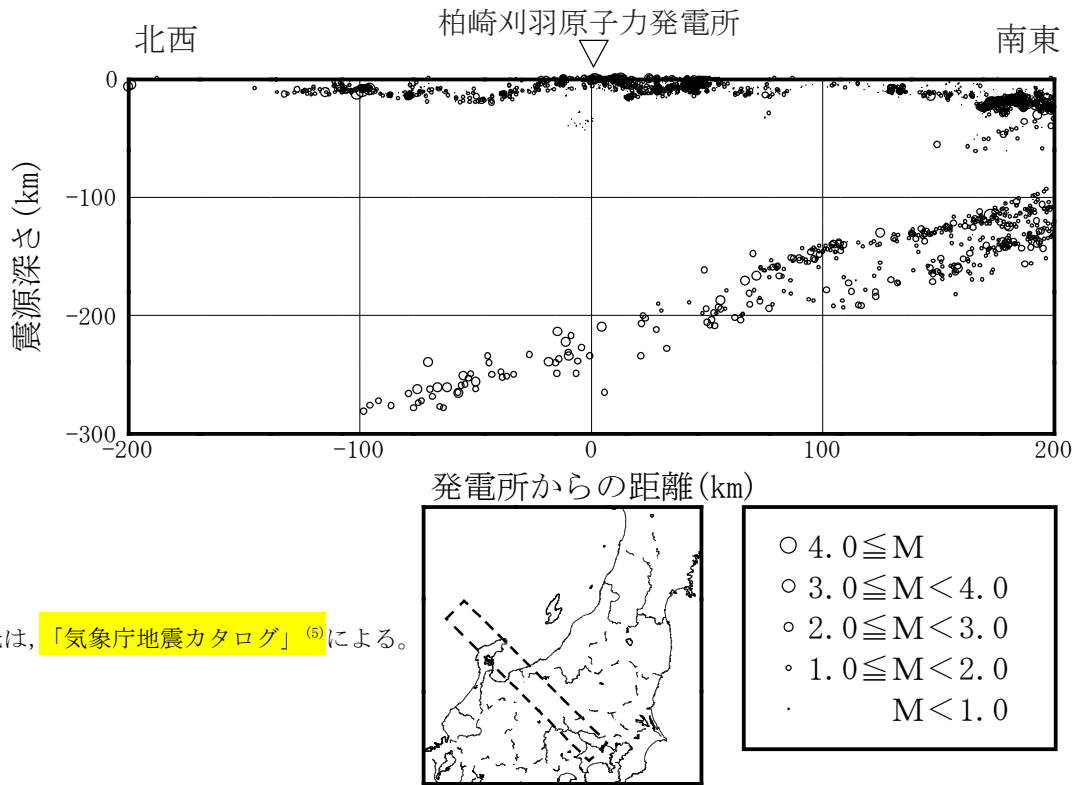 柏崎刈羽原子力発電所
北西
南東
0
-100
-200
-300
震源深さ(km)
-200
-100
0
100
200
発電所からの距離(km)
は,「気象庁地震カタログ」(5)による。
4.0≦M
3.0≦M<4.0
2.0≦M<3.0
1.0≦M<2.0
M<1.0